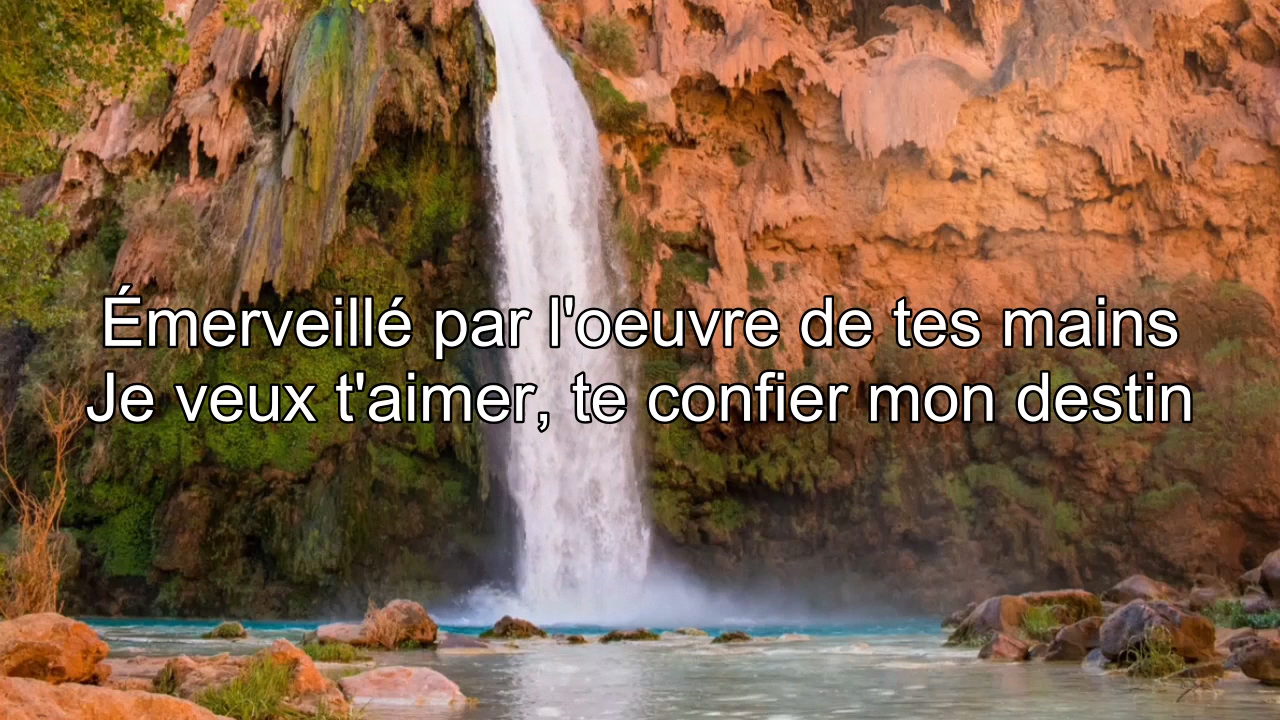 Émerveillé par l'oeuvre de tes mains
Je veux t'aimer, te confier mon destin